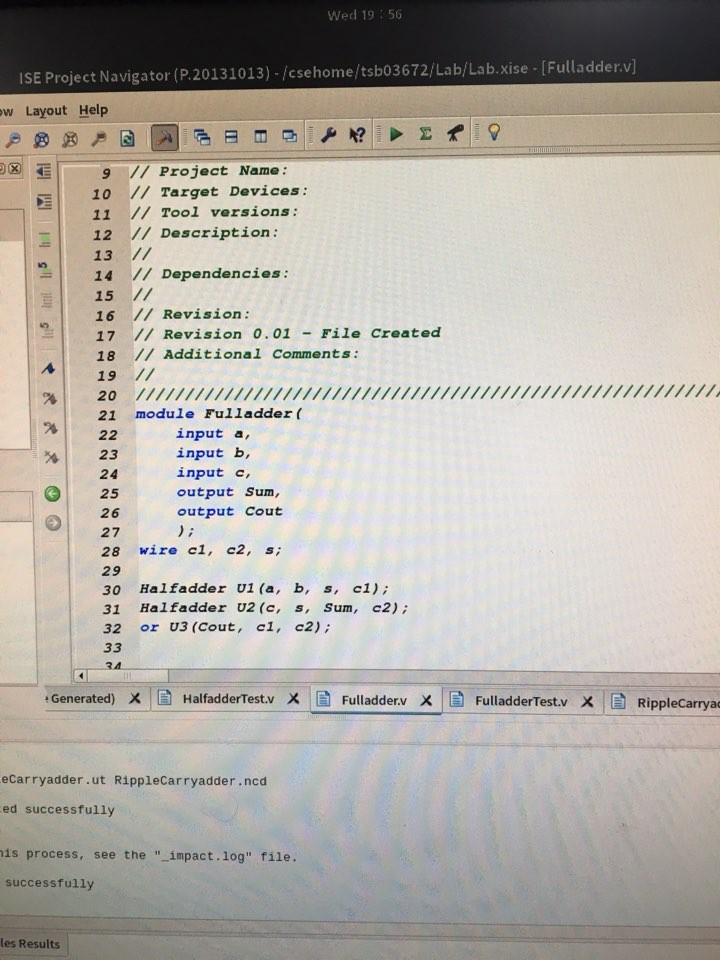 Wed 19 : 56
ISE Project Navigator (P.20131013) - /csehome/tsb03672/Lab/Lab.xise - [Fulladder.v]
ow Layout Help
9 // Project Name:
10 // Target Devices:
11 // Tool versions:
12 // Description:
13 //
14 // Dependencies:
15 //
16 // Revision:
17 // Revision 0.01 - File Created
18 // Additional Comments:
19 //
20 //////////////////////////////////////////////////////////
21 module Fulladder(
22 input a,
23 input b,
24 input c,
25 output Sum,
26 output Cout
27 );
28 wire c1, c2, s;
29
30 Halfadder U1(a, b, s, c1);
31 Halfadder U2(c, s, Sum, c2);
32 or U3(Cout, c1, c2);
33
34
Generated) HalfadderTest.v Fulladder.v FulladderTest.v RippleCarryad
eCarryadder.ut RippleCarryadder.ncd
ed successfully
his process, see the "_impact.log" file.
successfully
les Results